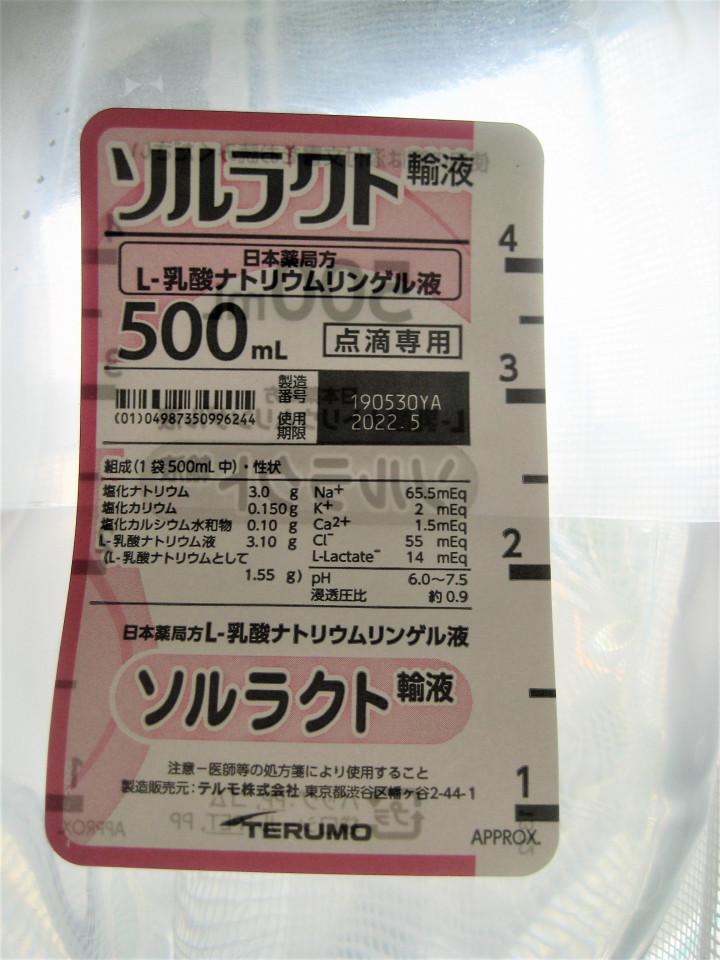 ソルラクト輸液
日本薬局方
L-乳酸ナトリウムリンゲル液
500mL 点滴専用
(01)04987350996244
製造番号 190530YA
使用期限 2022.5
組成(1袋500mL中)・性状
塩化ナトリウム 3.0 g
塩化カリウム 0.150g
塩化カルシウム水和物 0.10 g
L-乳酸ナトリウム液 3.10 g
(L-乳酸ナトリウムとして
1.55 g)
Na+ 65.5mEq
K+ 2 mEq
Ca2+ 1.5mEq
Cl− 55 mEq
L-Lactate− 14 mEq
pH 6.0～7.5
浸透圧比 約0.9
日本薬局方L-乳酸ナトリウムリンゲル液
ソルラクト輸液
注意－医師等の処方箋により使用すること
製造販売元:テルモ株式会社 東京都渋谷区幡ヶ谷2-44-1
TERUMO
4
3
2
1
APPROX.